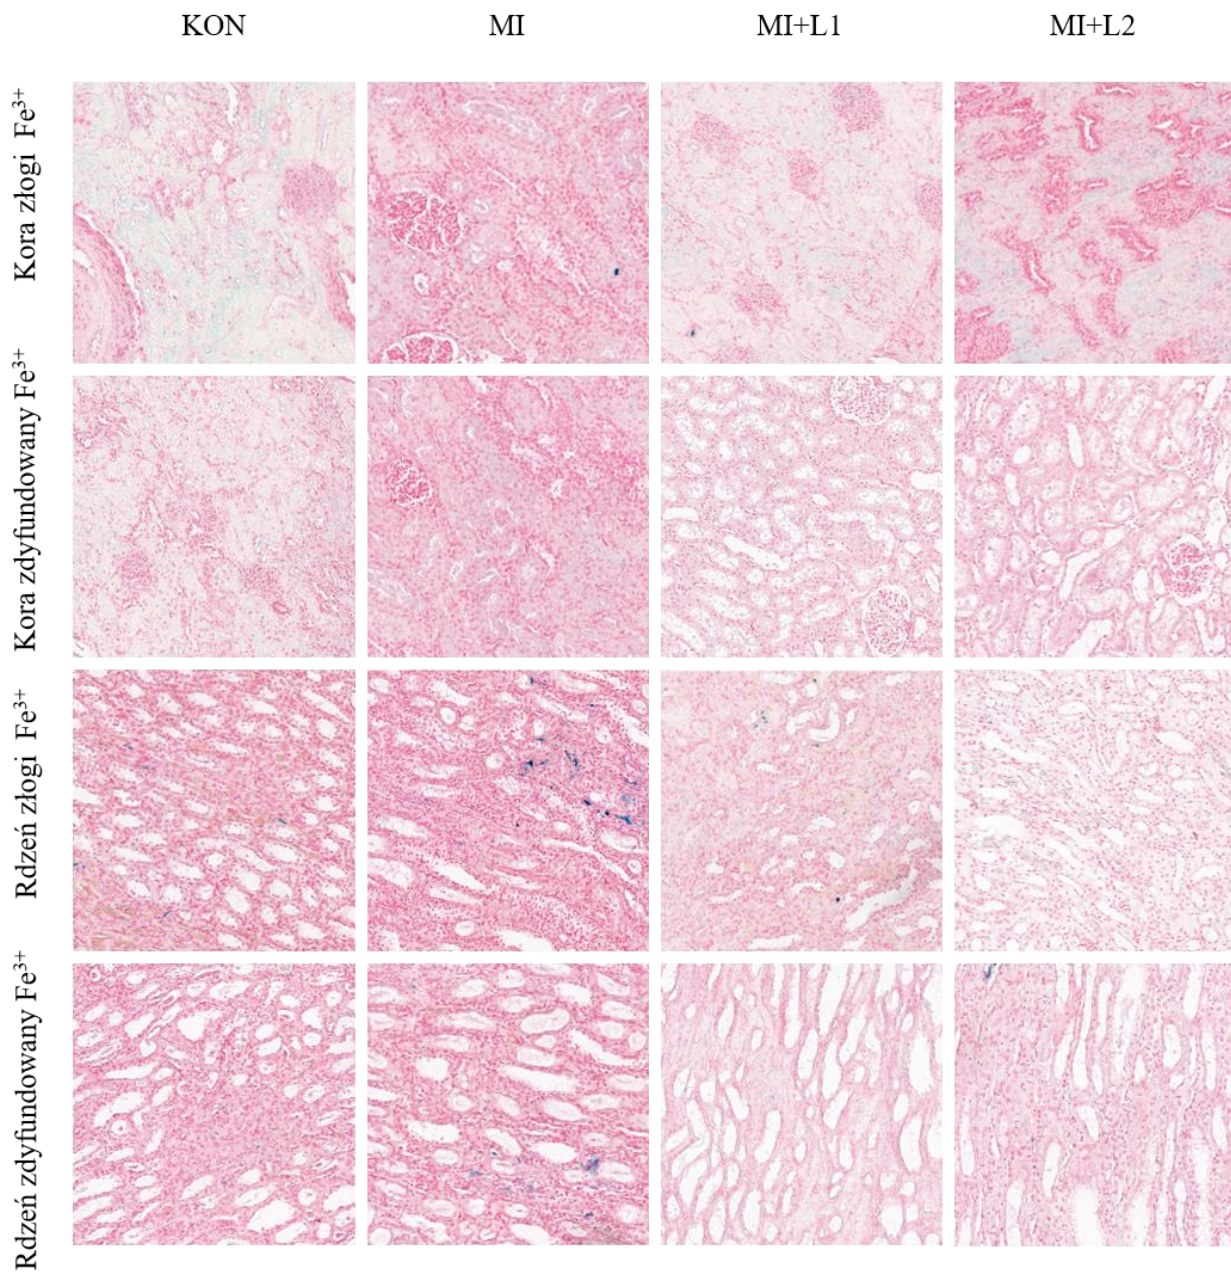 KON MI MI+L1 MI+L2
Kora złogi Fe³⁺
Kora zdyfundowany Fe³⁺
Rdzeń złogi Fe³⁺
Rdzeń zdyfundowany Fe³⁺